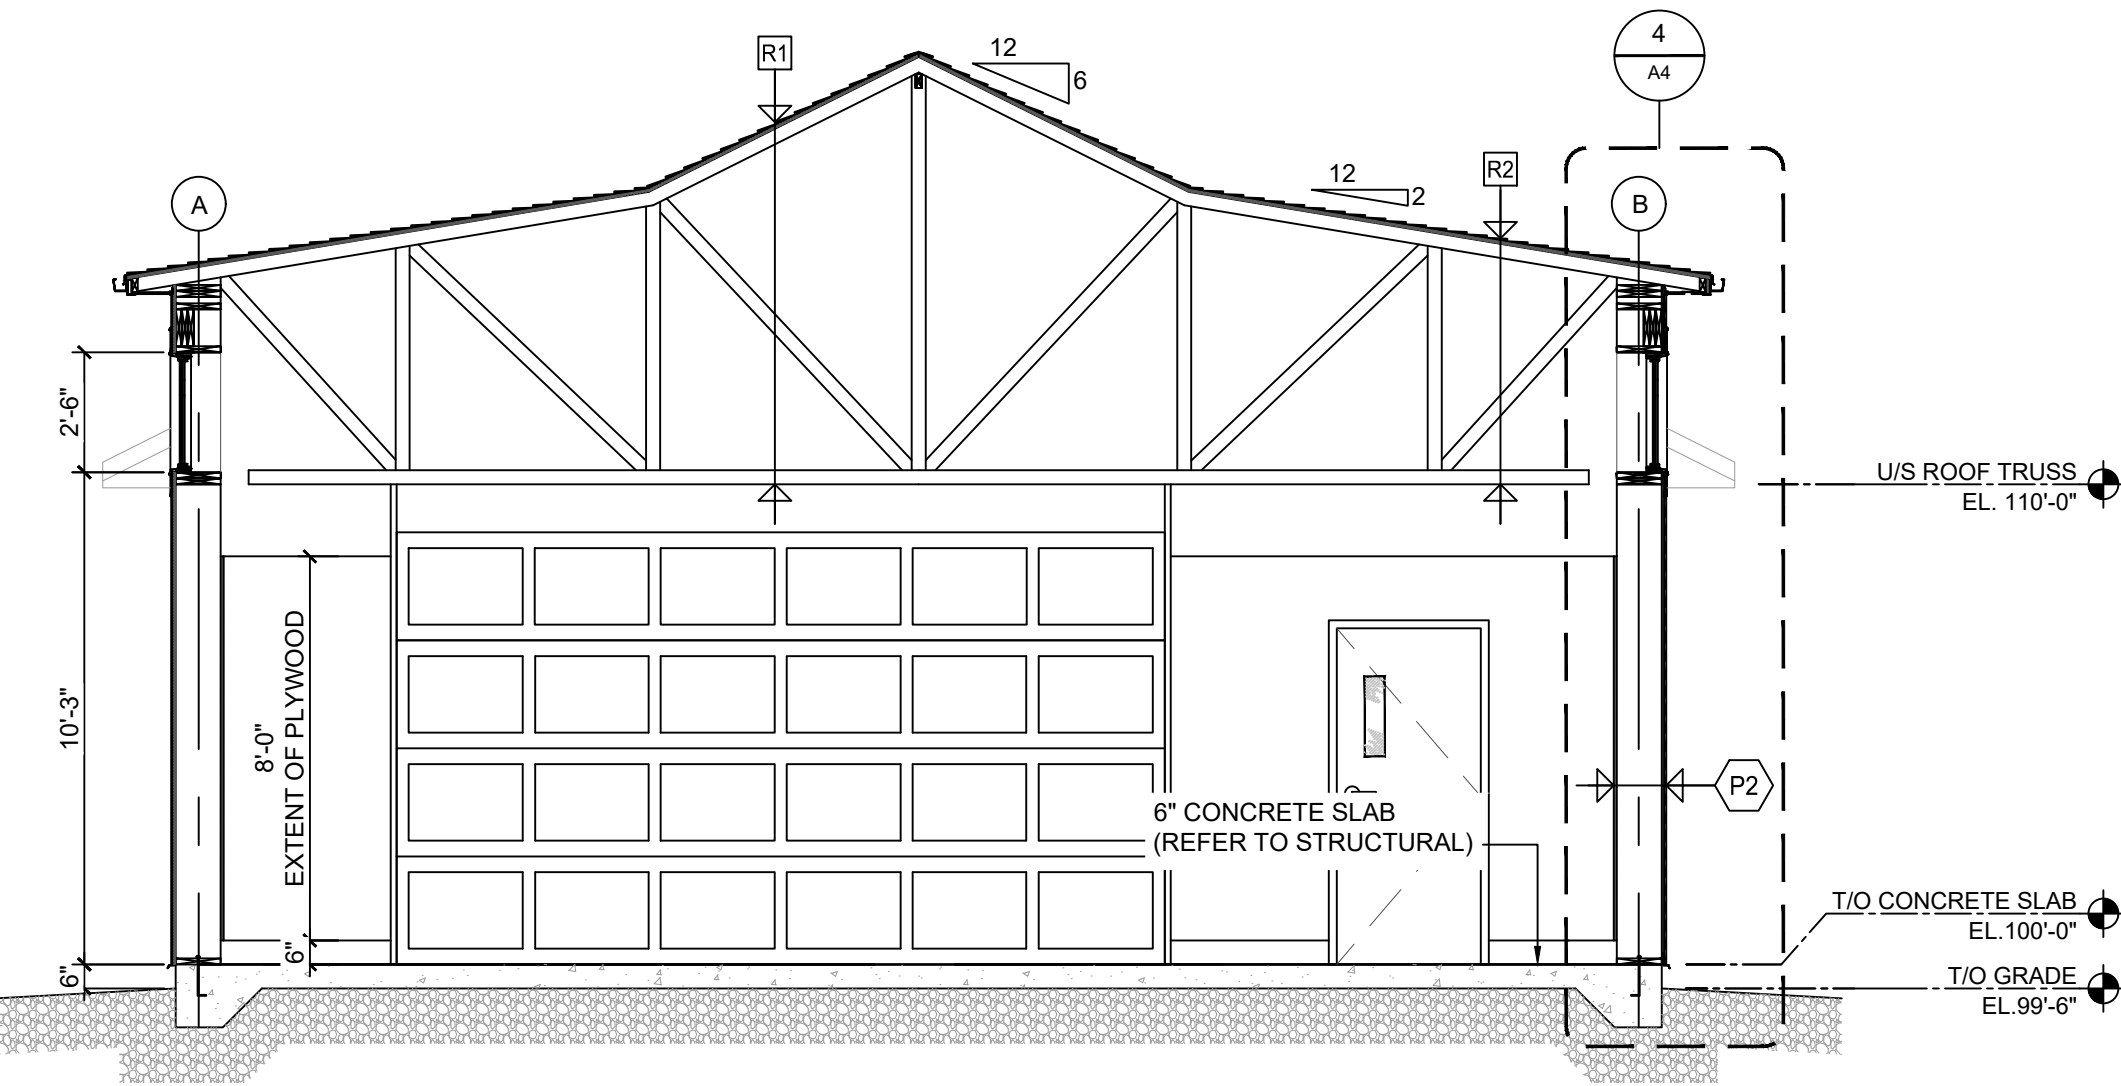 4
A4
12
6
R1
12
2
R2
A
B
2'-6"
U/S ROOF TRUSS
EL. 110'-0"
10'-3"
8'-0"
EXTENT OF PLYWOOD
P2
6" CONCRETE SLAB
(REFER TO STRUCTURAL)
T/O CONCRETE SLAB
EL.100'-0"
6"
6"
T/O GRADE
EL.99'-6"